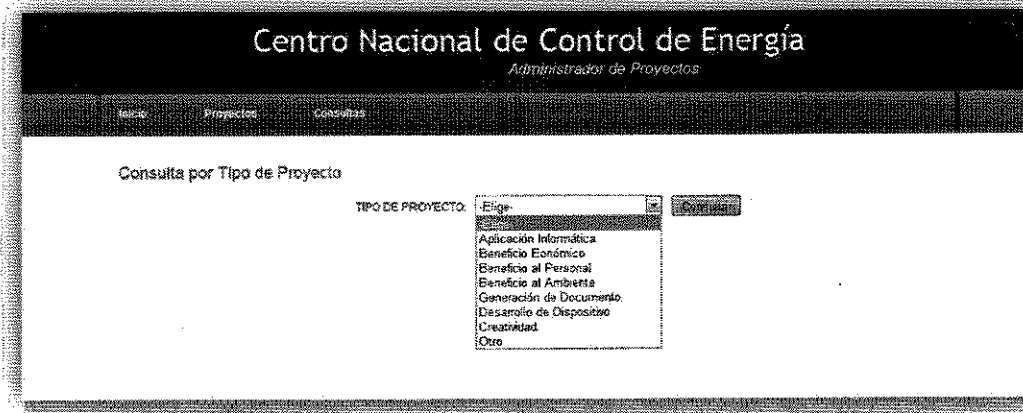 Centro Nacional de Control de Energía
Administrador de Proyectos
Inicio Proyectos Consultas
Consulta por Tipo de Proyecto
TIPO DE PROYECTO: -Elige- Consultar
-Elige-
Aplicación Informática
Beneficio Económico
Beneficio al Personal
Beneficio al Ambiente
Generación de Documento
Desarrollo de Dispositivo
Creatividad
Otro